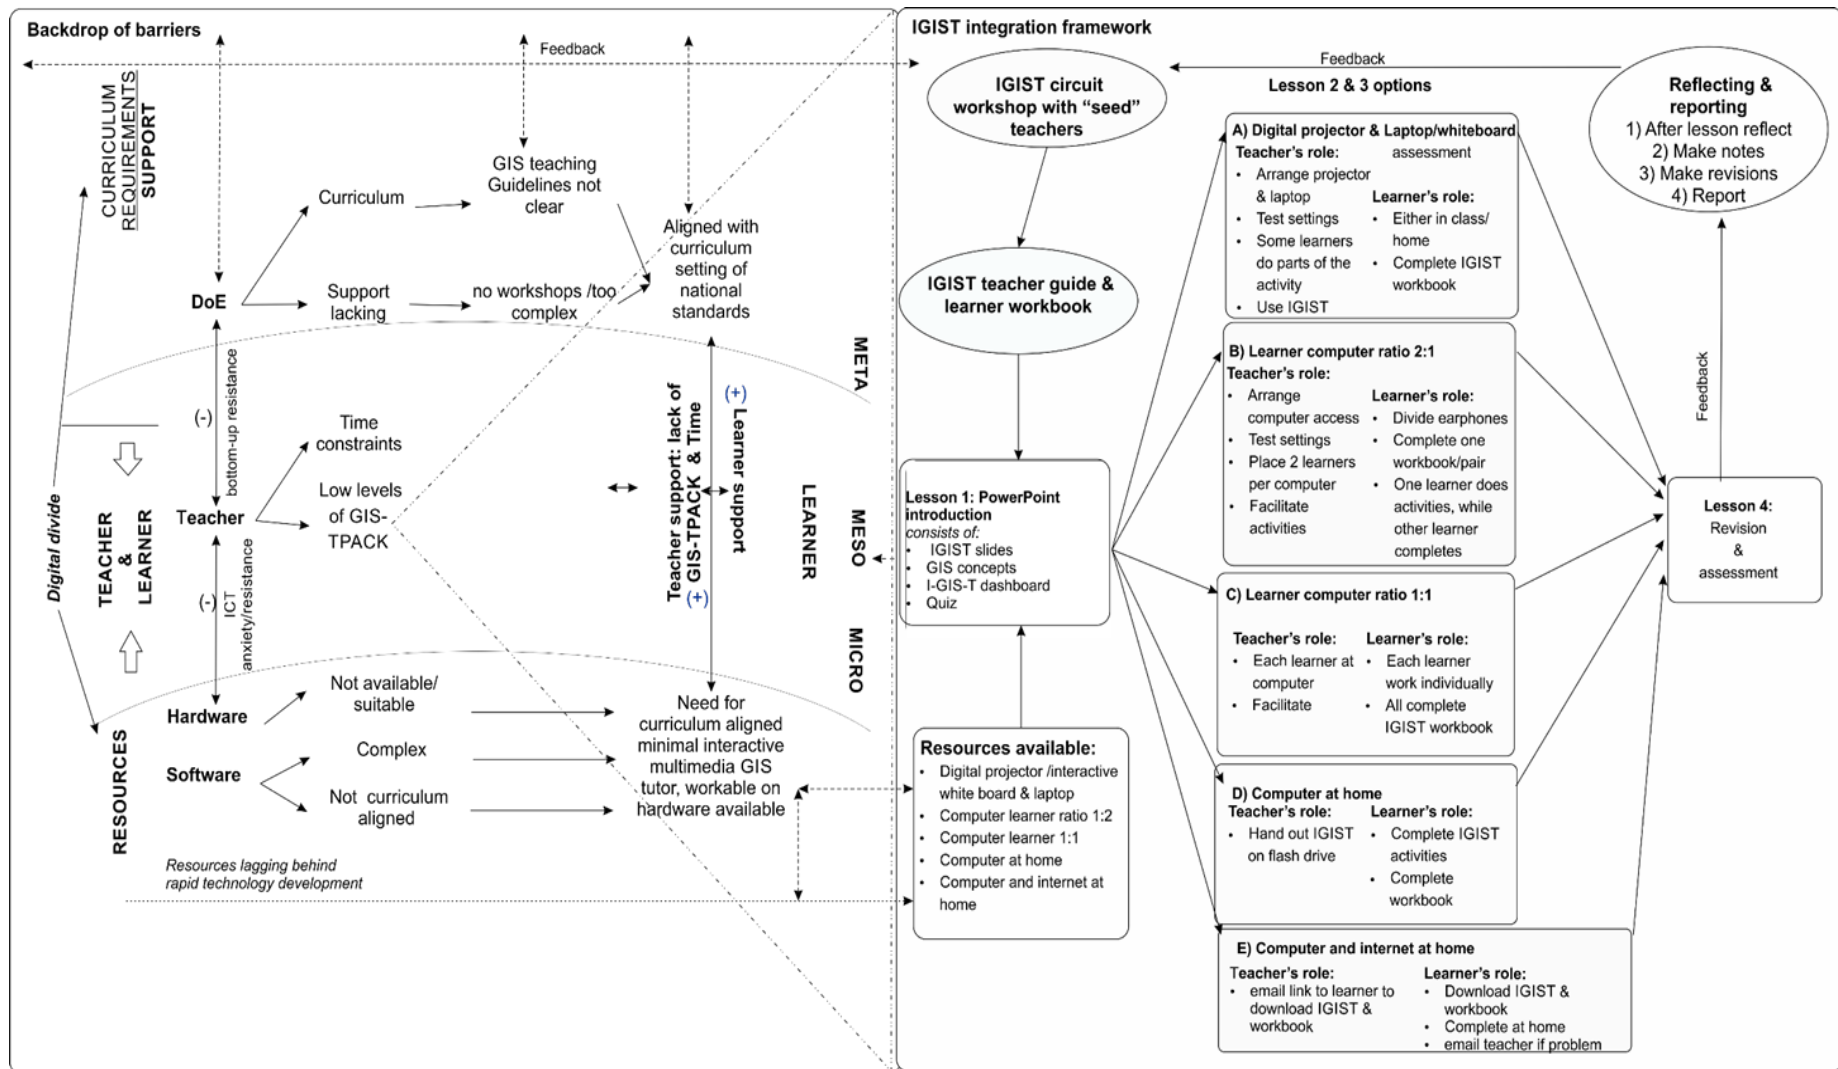 Backdrop of barriers
Feedback
CURRICULUM
REQUIREMENTS
SUPPORT
GIS teaching
Guidelines not
clear
Curriculum
Aligned with
curriculum
setting of
national
standards
DoE
Support
lacking
no workshops /too
complex
META
(-)
bottom-up resistance
Time
constraints
Low levels
of GIS-
TPACK
Teacher
Digital divide
TEACHER
&
LEARNER
(-)
ICT
anxiety/resistance
Teacher support: lack of
GIS-TPACK & Time
(+)
(+)
Learner support
LEARNER
MESO
MICRO
Hardware
Not available/
suitable
Software
Complex
Not curriculum
aligned
Need for
curriculum aligned
minimal interactive
multimedia GIS
tutor, workable on
hardware available
RESOURCES
Resources lagging behind
rapid technology development
IGIST integration framework
IGIST circuit
workshop with “seed”
teachers
IGIST teacher guide &
learner workbook
Lesson 1: PowerPoint
introduction
consists of:
• IGIST slides
• GIS concepts
• I-GIS-T dashboard
• Quiz
Resources available:
• Digital projector /interactive
white board & laptop
• Computer learner ratio 1:2
• Computer learner 1:1
• Computer at home
• Computer and internet at
home
Feedback
Lesson 2 & 3 options
A) Digital projector & Laptop/whiteboard
Teacher’s role:
• Arrange projector
& laptop
• Test settings
• Some learners
do parts of the
activity
• Use IGIST
assessment
Learner’s role:
• Either in class/
home
• Complete IGIST
workbook
B) Learner computer ratio 2:1
Teacher’s role:
• Arrange
computer access
• Test settings
• Place 2 learners
per computer
• Facilitate
activities
Learner’s role:
• Divide earphones
• Complete one
workbook/pair
• One learner does
activities, while
other learner
completes
C) Learner computer ratio 1:1
Teacher’s role:
• Each learner at
computer
• Facilitate
Learner’s role:
• Each learner
work individually
• All complete
IGIST workbook
D) Computer at home
Teacher’s role:
• Hand out IGIST
on flash drive
Learner’s role:
• Complete IGIST
activities
• Complete
workbook
E) Computer and internet at home
Teacher’s role:
• email link to learner to
download IGIST &
workbook
Learner’s role:
• Download IGIST &
workbook
• Complete at home
• email teacher if problem
Lesson 4:
Revision
&
assessment
Feedback
Reflecting &
reporting
1) After lesson reflect
2) Make notes
3) Make revisions
4) Report